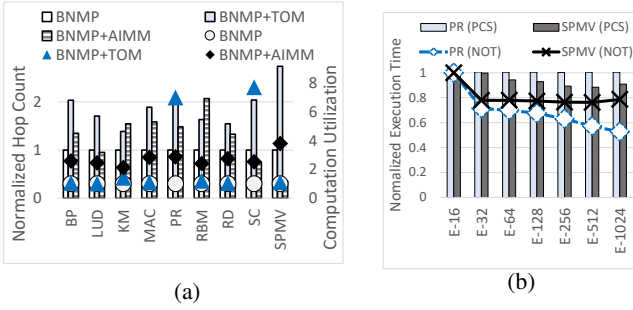 BNMP
BNMP+TOM
BNMP+AIMM
BNMP
BNMP+TOM
BNMP+AIMM
Normalized Hop Count
2
1
0
8
6
4
2
0
Computation Utilization
BP
LUD
KM
MAC
PR
RBM
RD
SC
SPMV
(a)
PR (PCS)
SPMV (PCS)
PR (NOT)
SPMV (NOT)
Nomalized Execution Time
1
0.8
0.6
0.4
0.2
0
E-16
E-32
E-64
E-128
E-256
E-512
E-1024
(b)